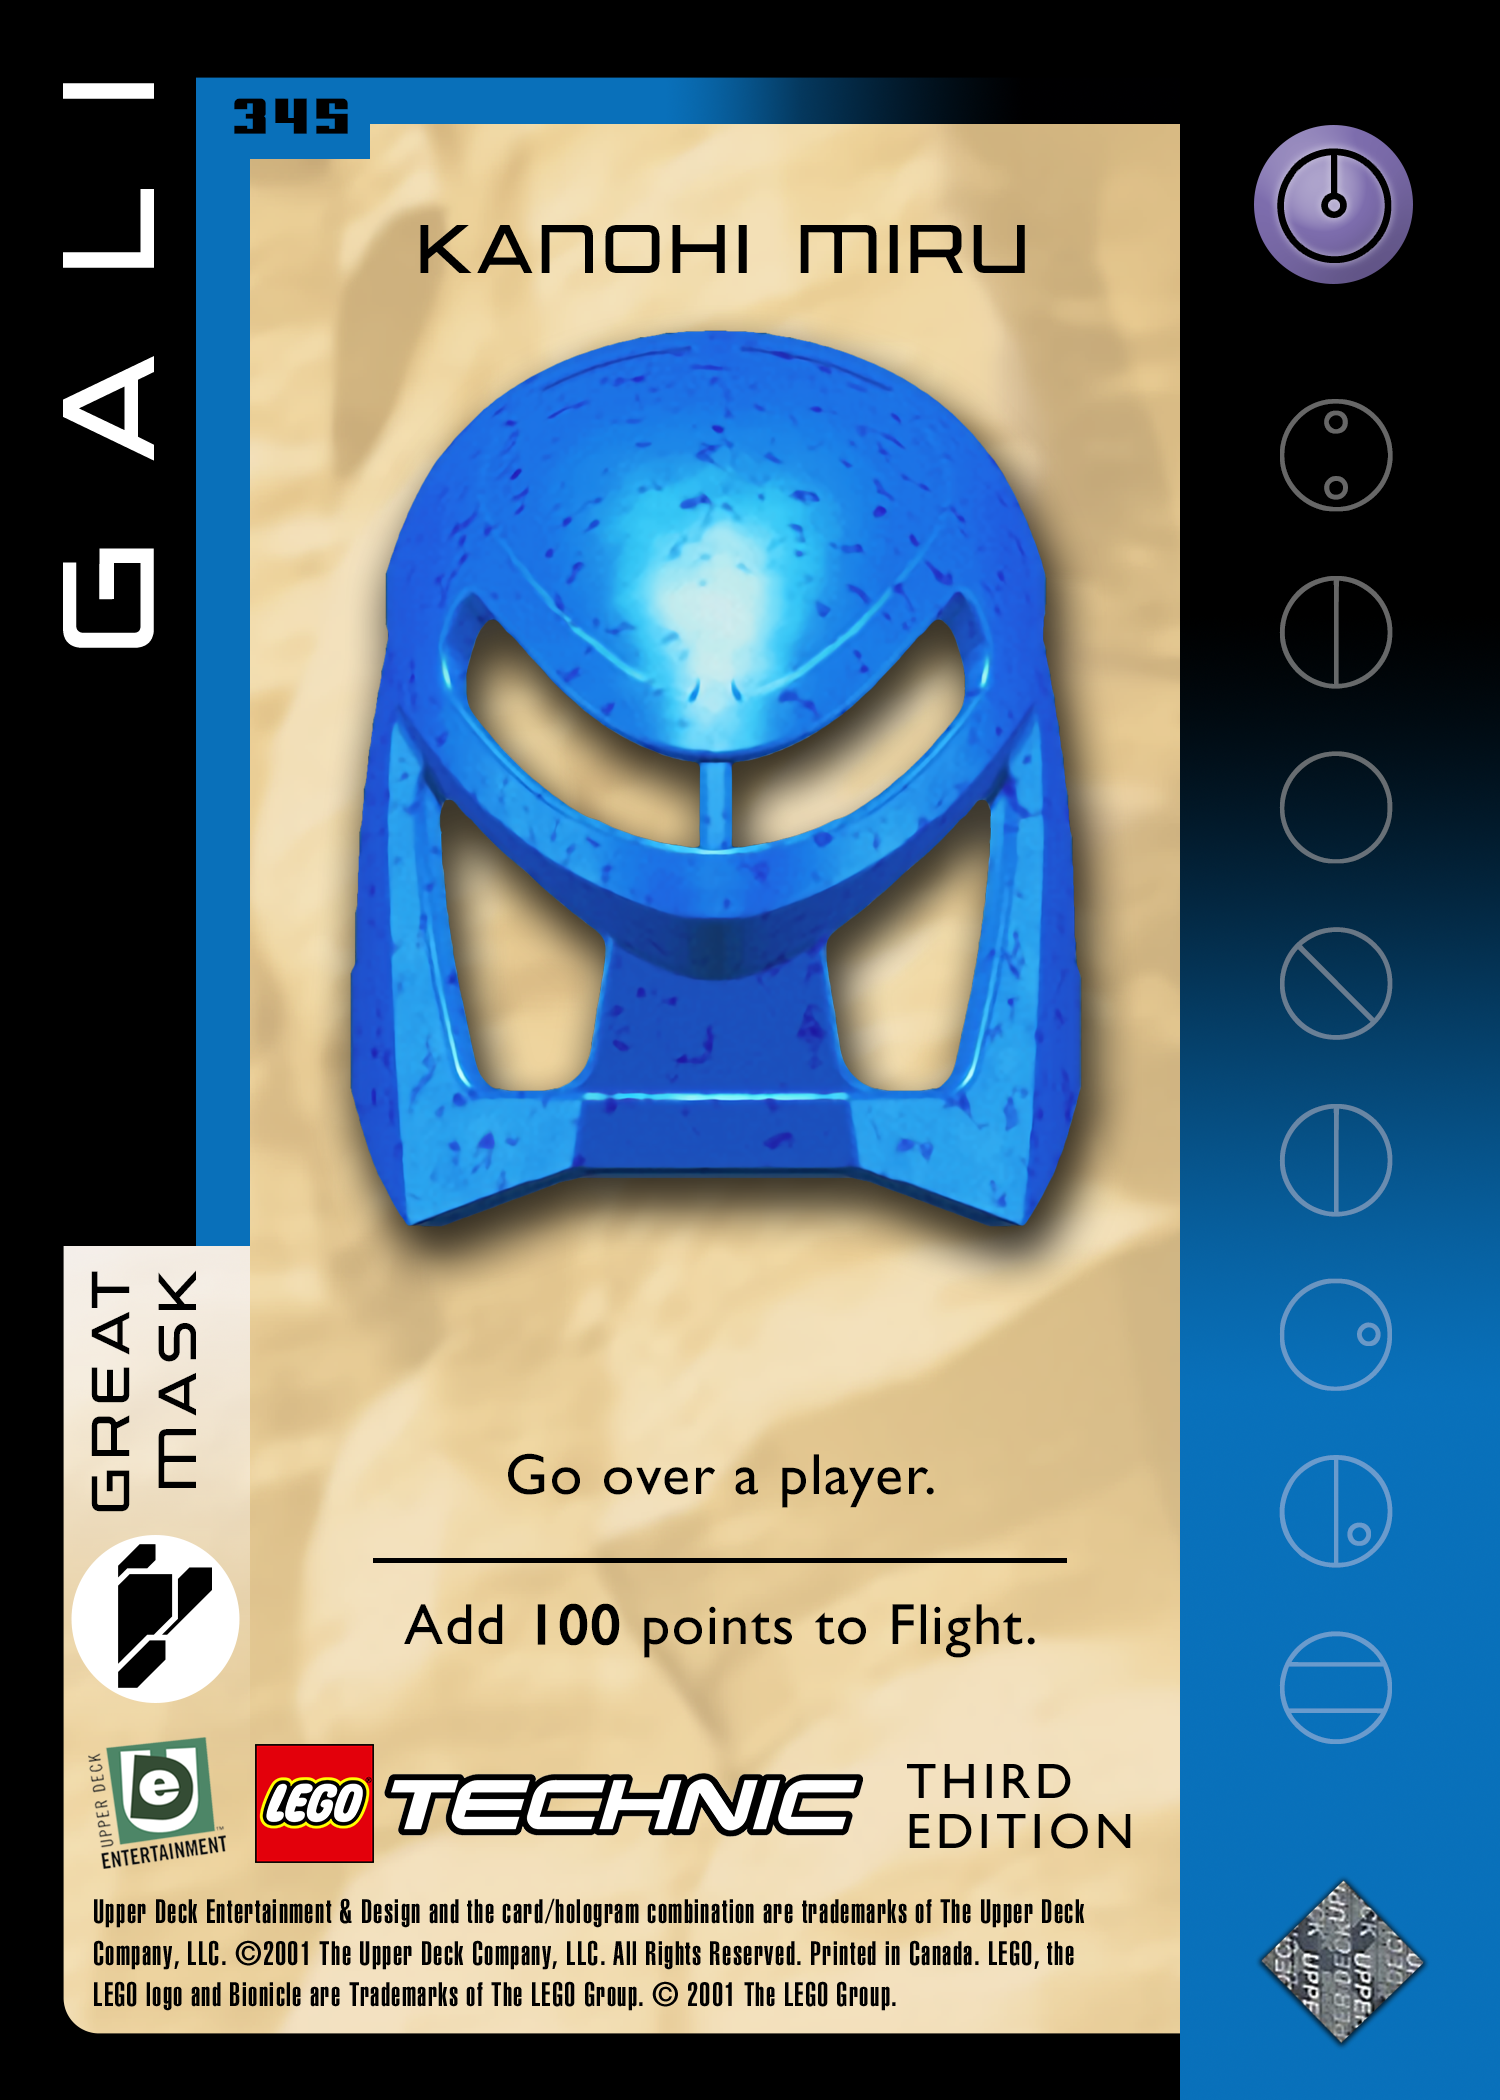 GALI
345
KANOHI MIRU
GREAT
MASK
Go over a player.
Add 100 points to Flight.
UPPER DECK
ENTERTAINMENT
LEGO TECHNIC
THIRD
EDITION
Upper Deck Entertainment & Design and the card/hologram combination are trademarks of The Upper Deck
Company, LLC. ©2001 The Upper Deck Company, LLC. All Rights Reserved. Printed in Canada. LEGO, the
LEGO logo and Bionicle are Trademarks of The LEGO Group. © 2001 The LEGO Group.